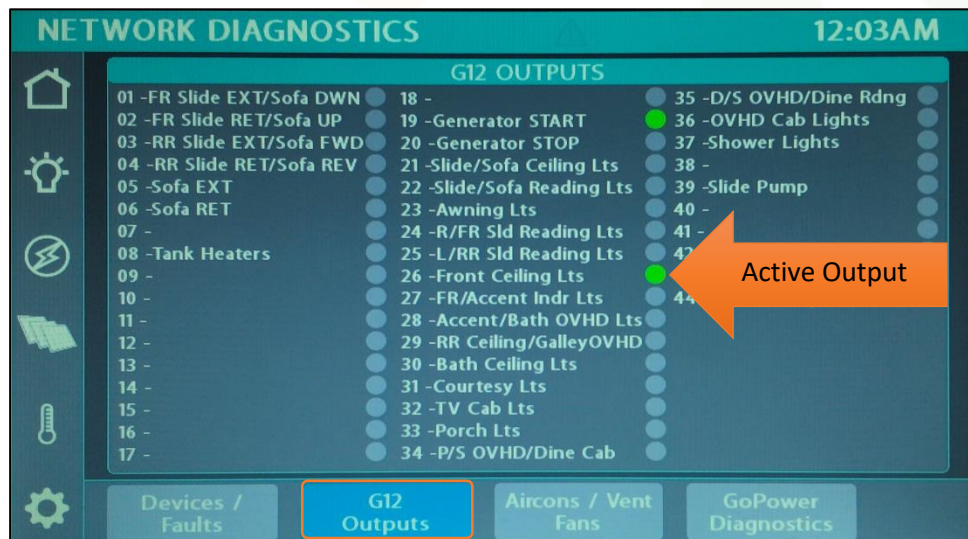 NETWORK DIAGNOSTICS
12:03AM
G12 OUTPUTS
01 -FR Slide EXT/Sofa DWN
02 -FR Slide RET/Sofa UP
03 -RR Slide EXT/Sofa FWD
04 -RR Slide RET/Sofa REV
05 -Sofa EXT
06 -Sofa RET
07 -
08 -Tank Heaters
09 -
10 -
11 -
12 -
13 -
14 -
15 -
16 -
17 -
18 -
19 -Generator START
20 -Generator STOP
21 -Slide/Sofa Ceiling Lts
22 -Slide/Sofa Reading Lts
23 -Awning Lts
24 -R/FR Sld Reading Lts
25 -L/RR Sld Reading Lts
26 -Front Ceiling Lts
27 -FR/Accent Indr Lts
28 -Accent/Bath OVHD Lts
29 -RR Ceiling/GalleyOVHD
30 -Bath Ceiling Lts
31 -Courtesy Lts
32 -TV Cab Lts
33 -Porch Lts
34 -P/S OVHD/Dine Cab
35 -D/S OVHD/Dine Rdng
36 -OVHD Cab Lights
37 -Shower Lights
38 -
39 -Slide Pump
40 -
41 -
42
44
Active Output
Devices /
Faults
G12
Outputs
Aircons / Vent
Fans
GoPower
Diagnostics